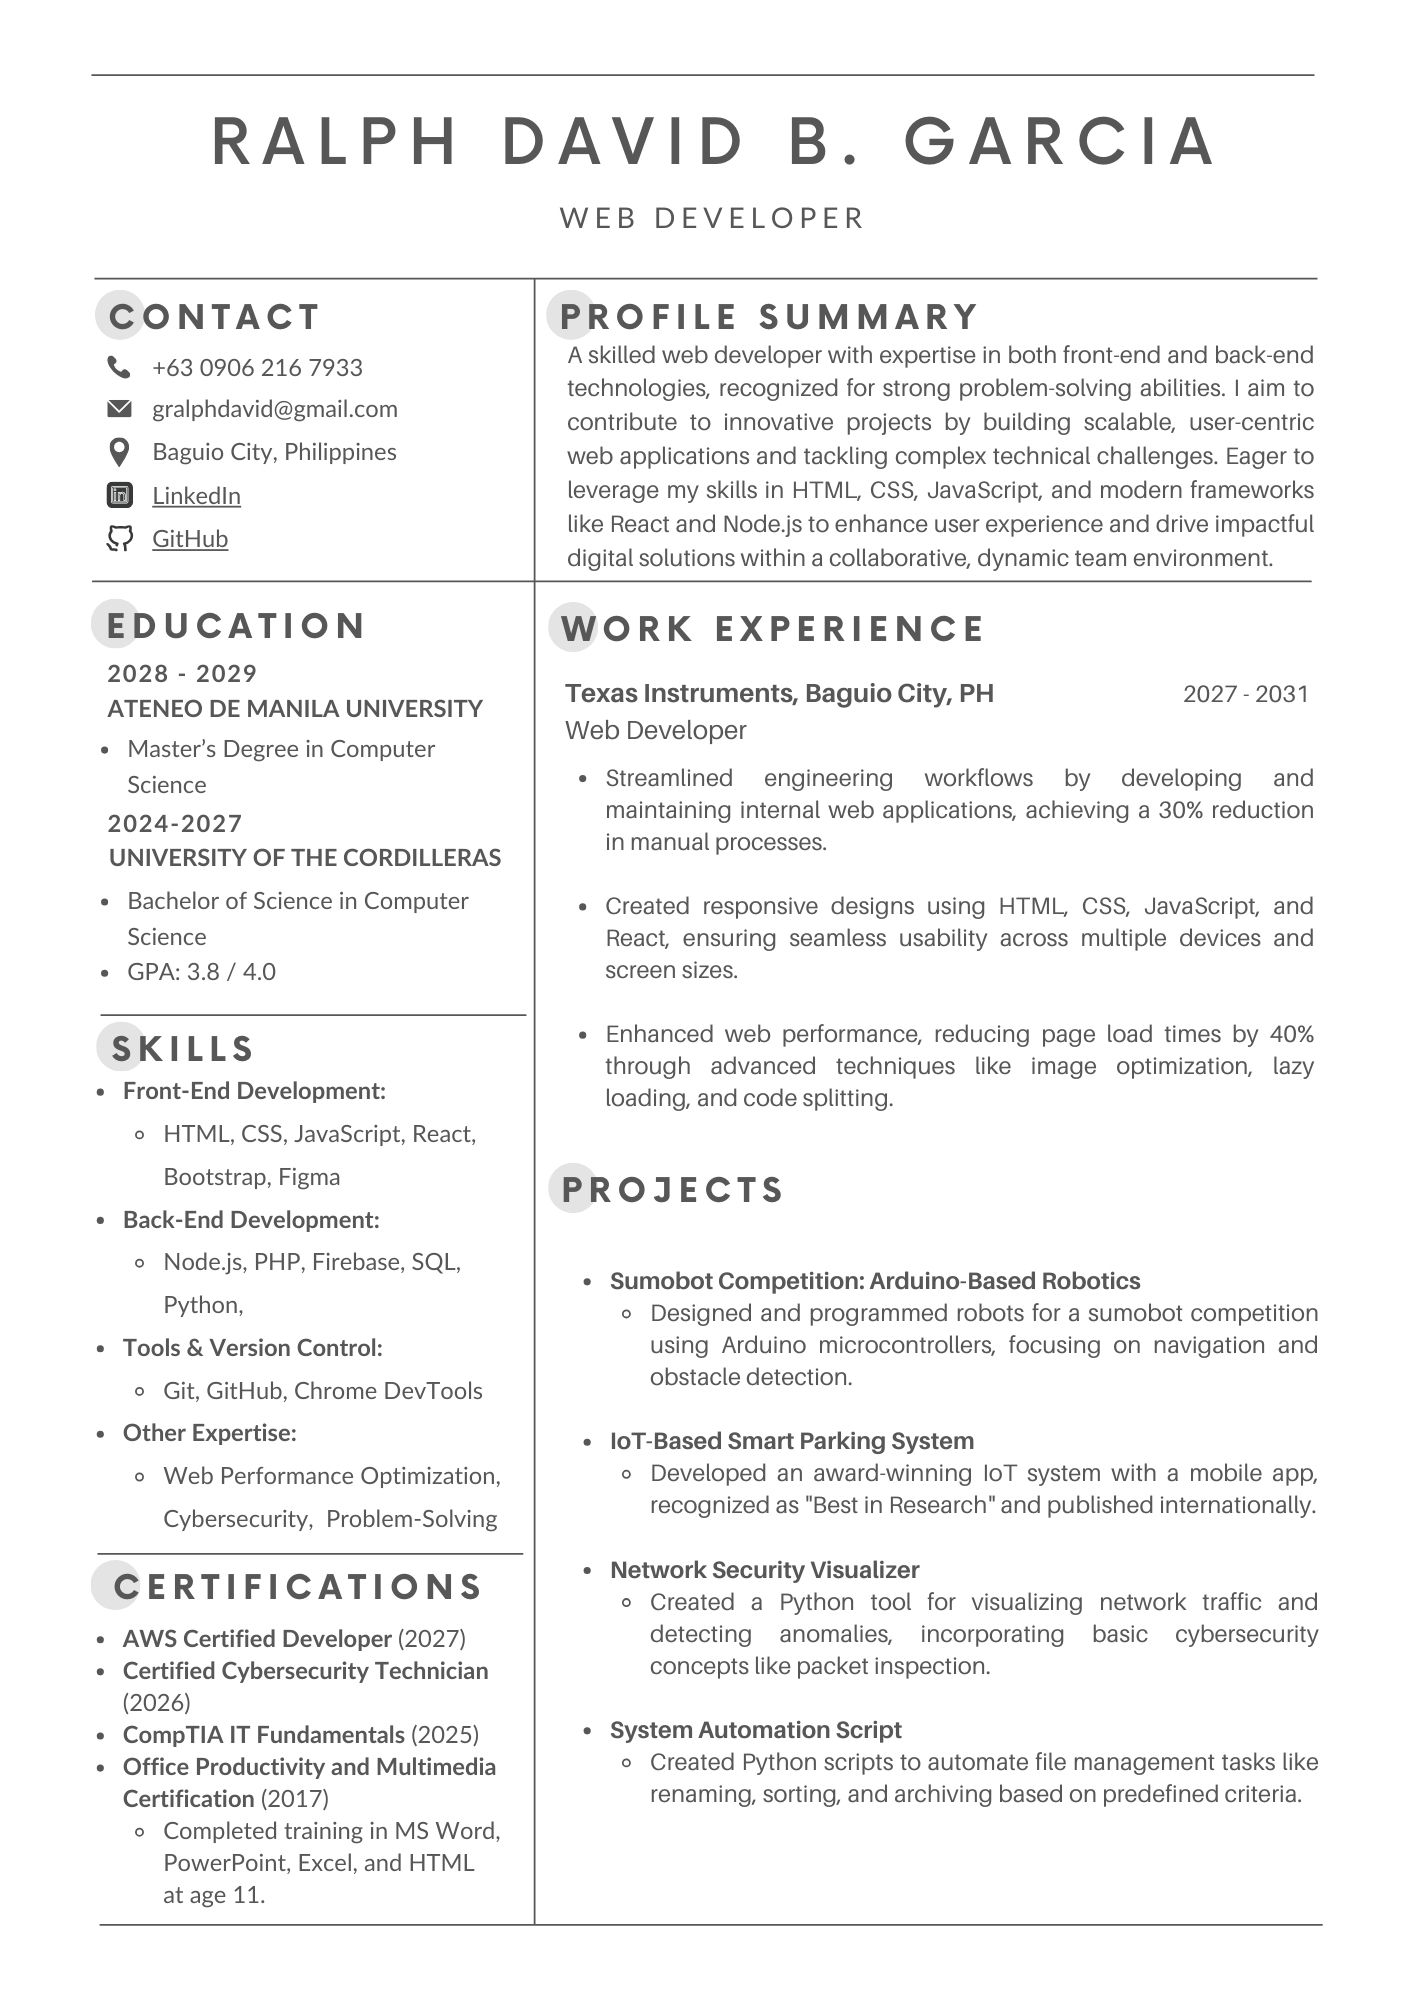 RALPH DAVID B. GARCIA
WEB DEVELOPER
CONTACT
+63 0906 216 7933
gralphdavid@gmail.com
Baguio City, Philippines
LinkedIn
GitHub
EDUCATION
2028 - 2029
ATENEO DE MANILA UNIVERSITY
• Master’s Degree in Computer
Science
2024-2027
UNIVERSITY OF THE CORDILLERAS
• Bachelor of Science in Computer
Science
• GPA: 3.8 / 4.0
SKILLS
• Front-End Development:
◦ HTML, CSS, JavaScript, React,
Bootstrap, Figma
• Back-End Development:
◦ Node.js, PHP, Firebase, SQL,
Python,
• Tools & Version Control:
◦ Git, GitHub, Chrome DevTools
• Other Expertise:
◦ Web Performance Optimization,
Cybersecurity, Problem-Solving
CERTIFICATIONS
• AWS Certified Developer (2027)
• Certified Cybersecurity Technician
(2026)
• CompTIA IT Fundamentals (2025)
• Office Productivity and Multimedia
Certification (2017)
◦ Completed training in MS Word,
PowerPoint, Excel, and HTML
at age 11.
PROFILE SUMMARY
A skilled web developer with expertise in both front-end and back-end
technologies, recognized for strong problem-solving abilities. I aim to
contribute to innovative projects by building scalable, user-centric
web applications and tackling complex technical challenges. Eager to
leverage my skills in HTML, CSS, JavaScript, and modern frameworks
like React and Node.js to enhance user experience and drive impactful
digital solutions within a collaborative, dynamic team environment.
WORK EXPERIENCE
Texas Instruments, Baguio City, PH 2027 - 2031
Web Developer
• Streamlined engineering workflows by developing and
maintaining internal web applications, achieving a 30% reduction
in manual processes.
• Created responsive designs using HTML, CSS, JavaScript, and
React, ensuring seamless usability across multiple devices and
screen sizes.
• Enhanced web performance, reducing page load times by 40%
through advanced techniques like image optimization, lazy
loading, and code splitting.
PROJECTS
• Sumobot Competition: Arduino-Based Robotics
◦ Designed and programmed robots for a sumobot competition
using Arduino microcontrollers, focusing on navigation and
obstacle detection.
• IoT-Based Smart Parking System
◦ Developed an award-winning IoT system with a mobile app,
recognized as "Best in Research" and published internationally.
• Network Security Visualizer
◦ Created a Python tool for visualizing network traffic and
detecting anomalies, incorporating basic cybersecurity
concepts like packet inspection.
• System Automation Script
◦ Created Python scripts to automate file management tasks like
renaming, sorting, and archiving based on predefined criteria.